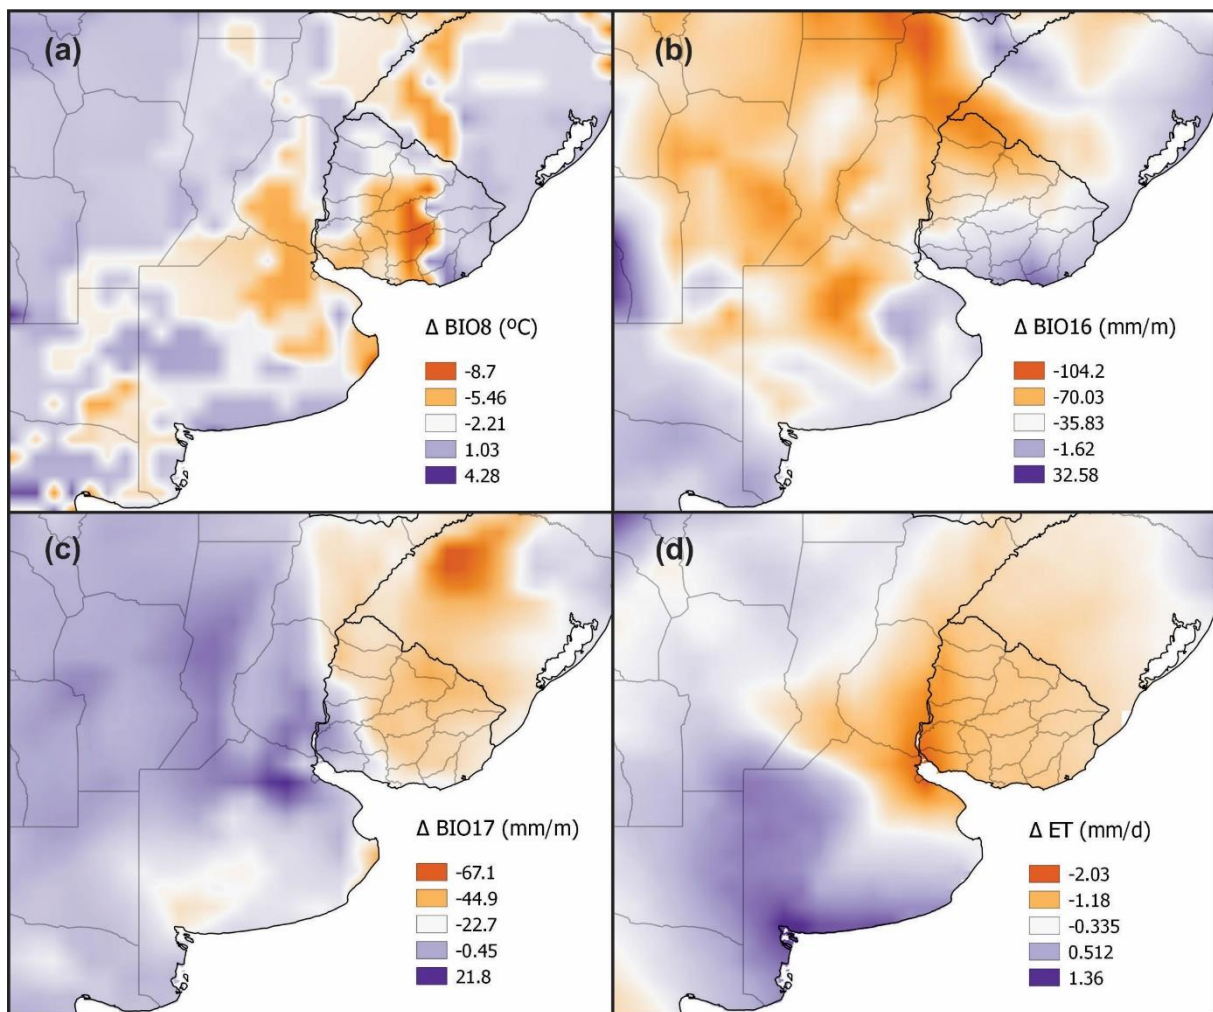 (a)
Δ BIO8 (ºC)
-8.7
-5.46
-2.21
1.03
4.28
(b)
Δ BIO16 (mm/m)
-104.2
-70.03
-35.83
-1.62
32.58
(c)
Δ BIO17 (mm/m)
-67.1
-44.9
-22.7
-0.45
21.8
(d)
Δ ET (mm/d)
-2.03
-1.18
-0.335
0.512
1.36